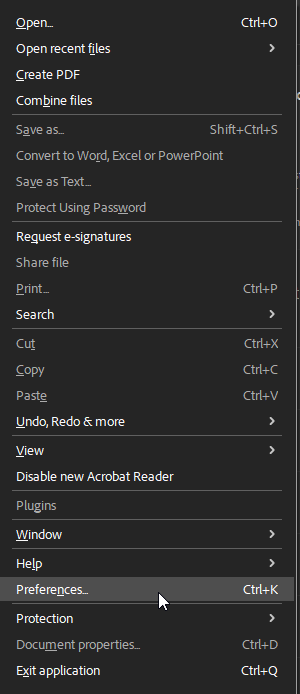 Open... Ctrl+O
Open recent files
Create PDF
Combine files
Save as... Shift+Ctrl+S
Convert to Word, Excel or PowerPoint
Save as Text...
Protect Using Password
Request e-signatures
Share file
Print... Ctrl+P
Search
Cut Ctrl+X
Copy Ctrl+C
Paste Ctrl+V
Undo, Redo & more
View
Disable new Acrobat Reader
Plugins
Window
Help
Preferences... Ctrl+K
Protection
Document properties... Ctrl+D
Exit application Ctrl+Q